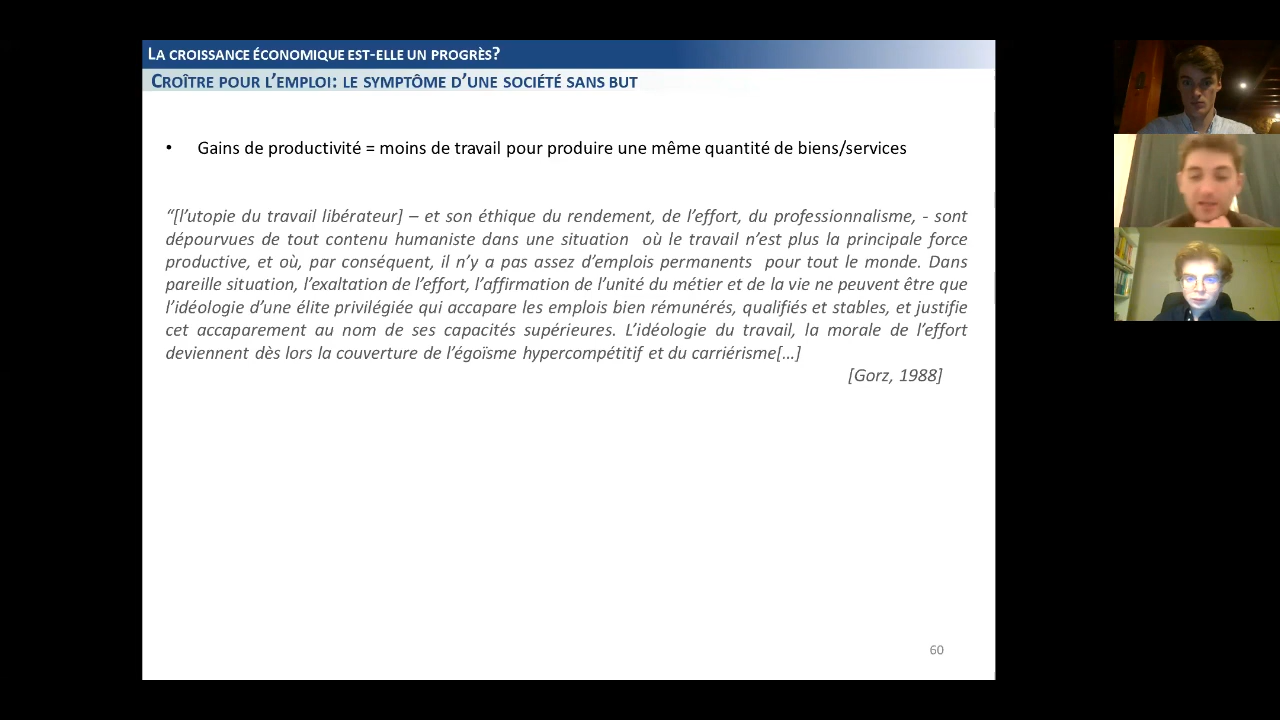 LA CROISSANCE ÉCONOMIQUE EST-ELLE UN PROGRÈS?
CROÎTRE POUR L'EMPLOI: LE SYMPTÔME D'UNE SOCIÉTÉ SANS BUT
• Gains de productivité = moins de travail pour produire une même quantité de biens/services
“[l'utopie du travail libérateur] – et son éthique du rendement, de l'effort, du professionnalisme, - sont
dépourvues de tout contenu humaniste dans une situation où le travail n'est plus la principale force
productive, et où, par conséquent, il n'y a pas assez d'emplois permanents pour tout le monde. Dans
pareille situation, l'exaltation de l'effort, l'affirmation de l'unité du métier et de la vie ne peuvent être que
l'idéologie d'une élite privilégiée qui accapare les emplois bien rémunérés, qualifiés et stables, et justifie
cet accaparement au nom de ses capacités supérieures. L'idéologie du travail, la morale de l'effort
deviennent dès lors la couverture de l'égoïsme hypercompétitif et du carriérisme[…]
[Gorz, 1988]
60